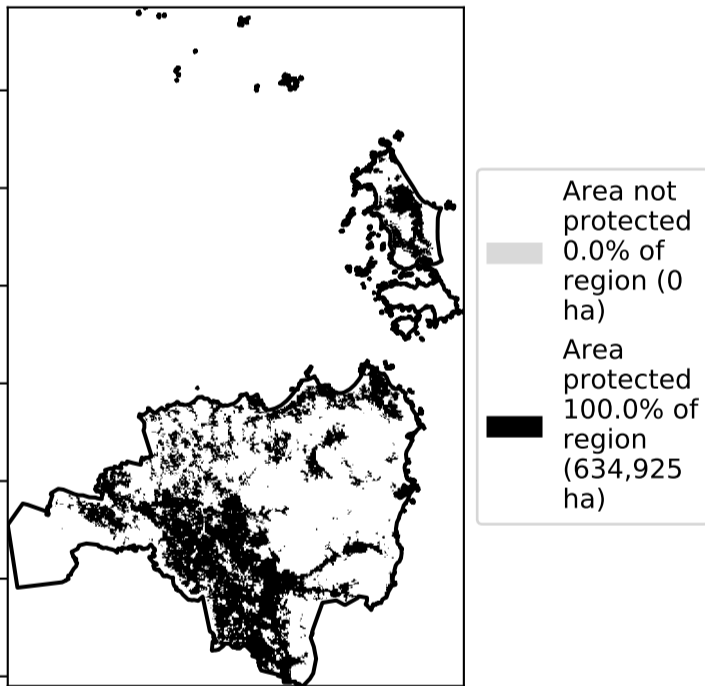 Area not
protected
0.0% of
region (0
ha)
Area
protected
100.0% of
region
(634,925
ha)